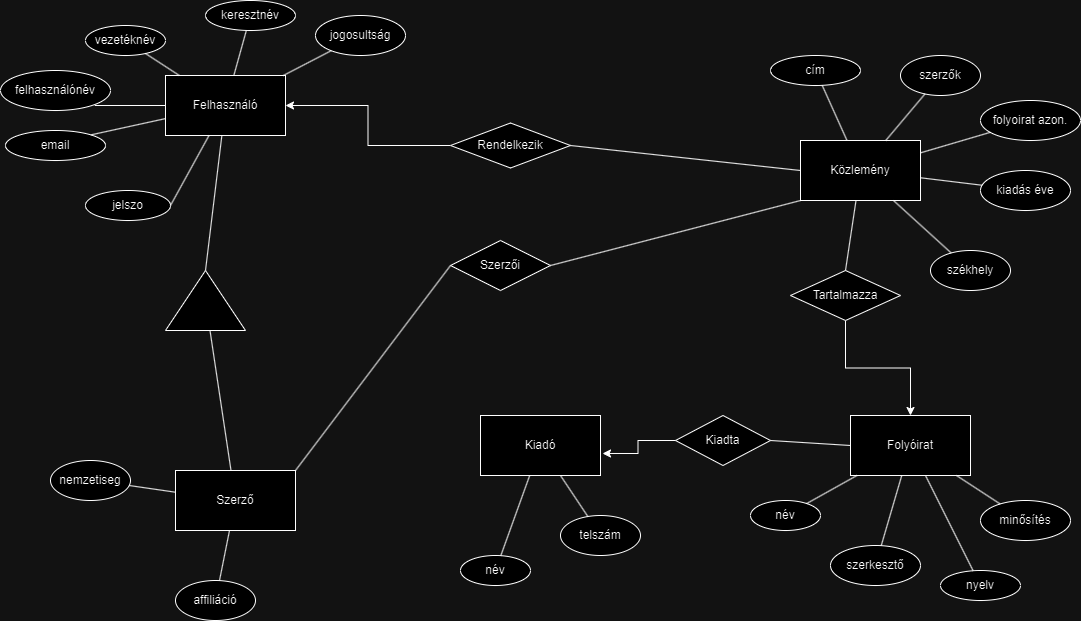 keresztnév
vezetéknév
jogosultság
felhasználónév
Felhasználó
email
jelszo
Rendelkezik
cím
szerzők
folyoirat azon.
Közlemény
kiadás éve
székhely
Szerzői
Tartalmazza
Kiadó
Kiadta
Folyóirat
nemzetiseg
Szerző
affiliáció
telszám
név
név
szerkesztő
nyelv
minősítés